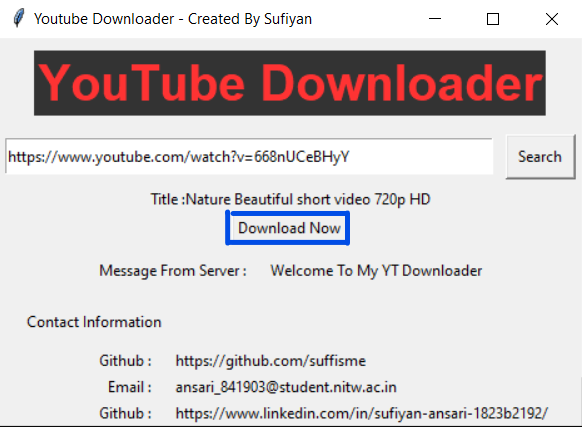 Youtube Downloader - Created By Sufiyan
YouTube Downloader
https://www.youtube.com/watch?v=668nUCeBHyY Search
Title :Nature Beautiful short video 720p HD
Download Now
Message From Server : Welcome To My YT Downloader
Contact Information
Github : https://github.com/suffisme
Email : ansari_841903@student.nitw.ac.in
Github : https://www.linkedin.com/in/sufiyan-ansari-1823b2192/